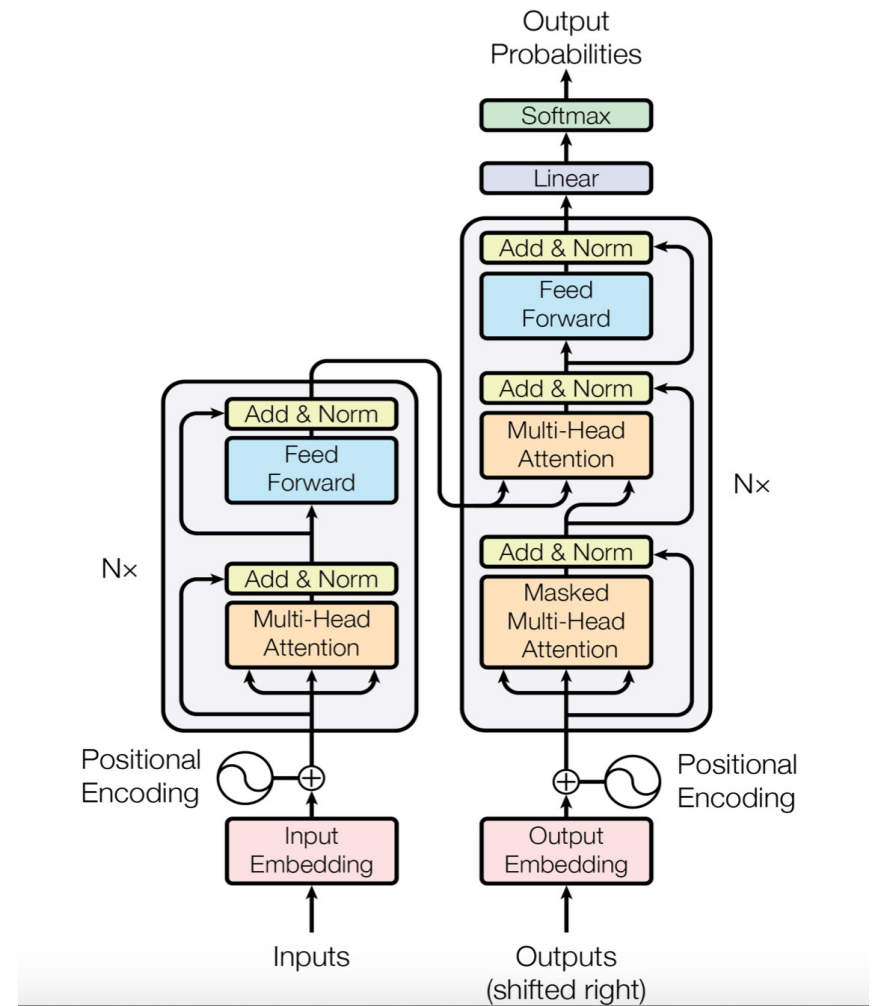 Output
Probabilities
Softmax
Linear
Add & Norm
Feed
Forward
Add & Norm
Multi-Head
Attention
N×
Add & Norm
Masked
Multi-Head
Attention
Add & Norm
Feed
Forward
N×
Add & Norm
Multi-Head
Attention
Positional
Encoding
Positional
Encoding
Input
Embedding
Output
Embedding
Inputs
Outputs
(shifted right)